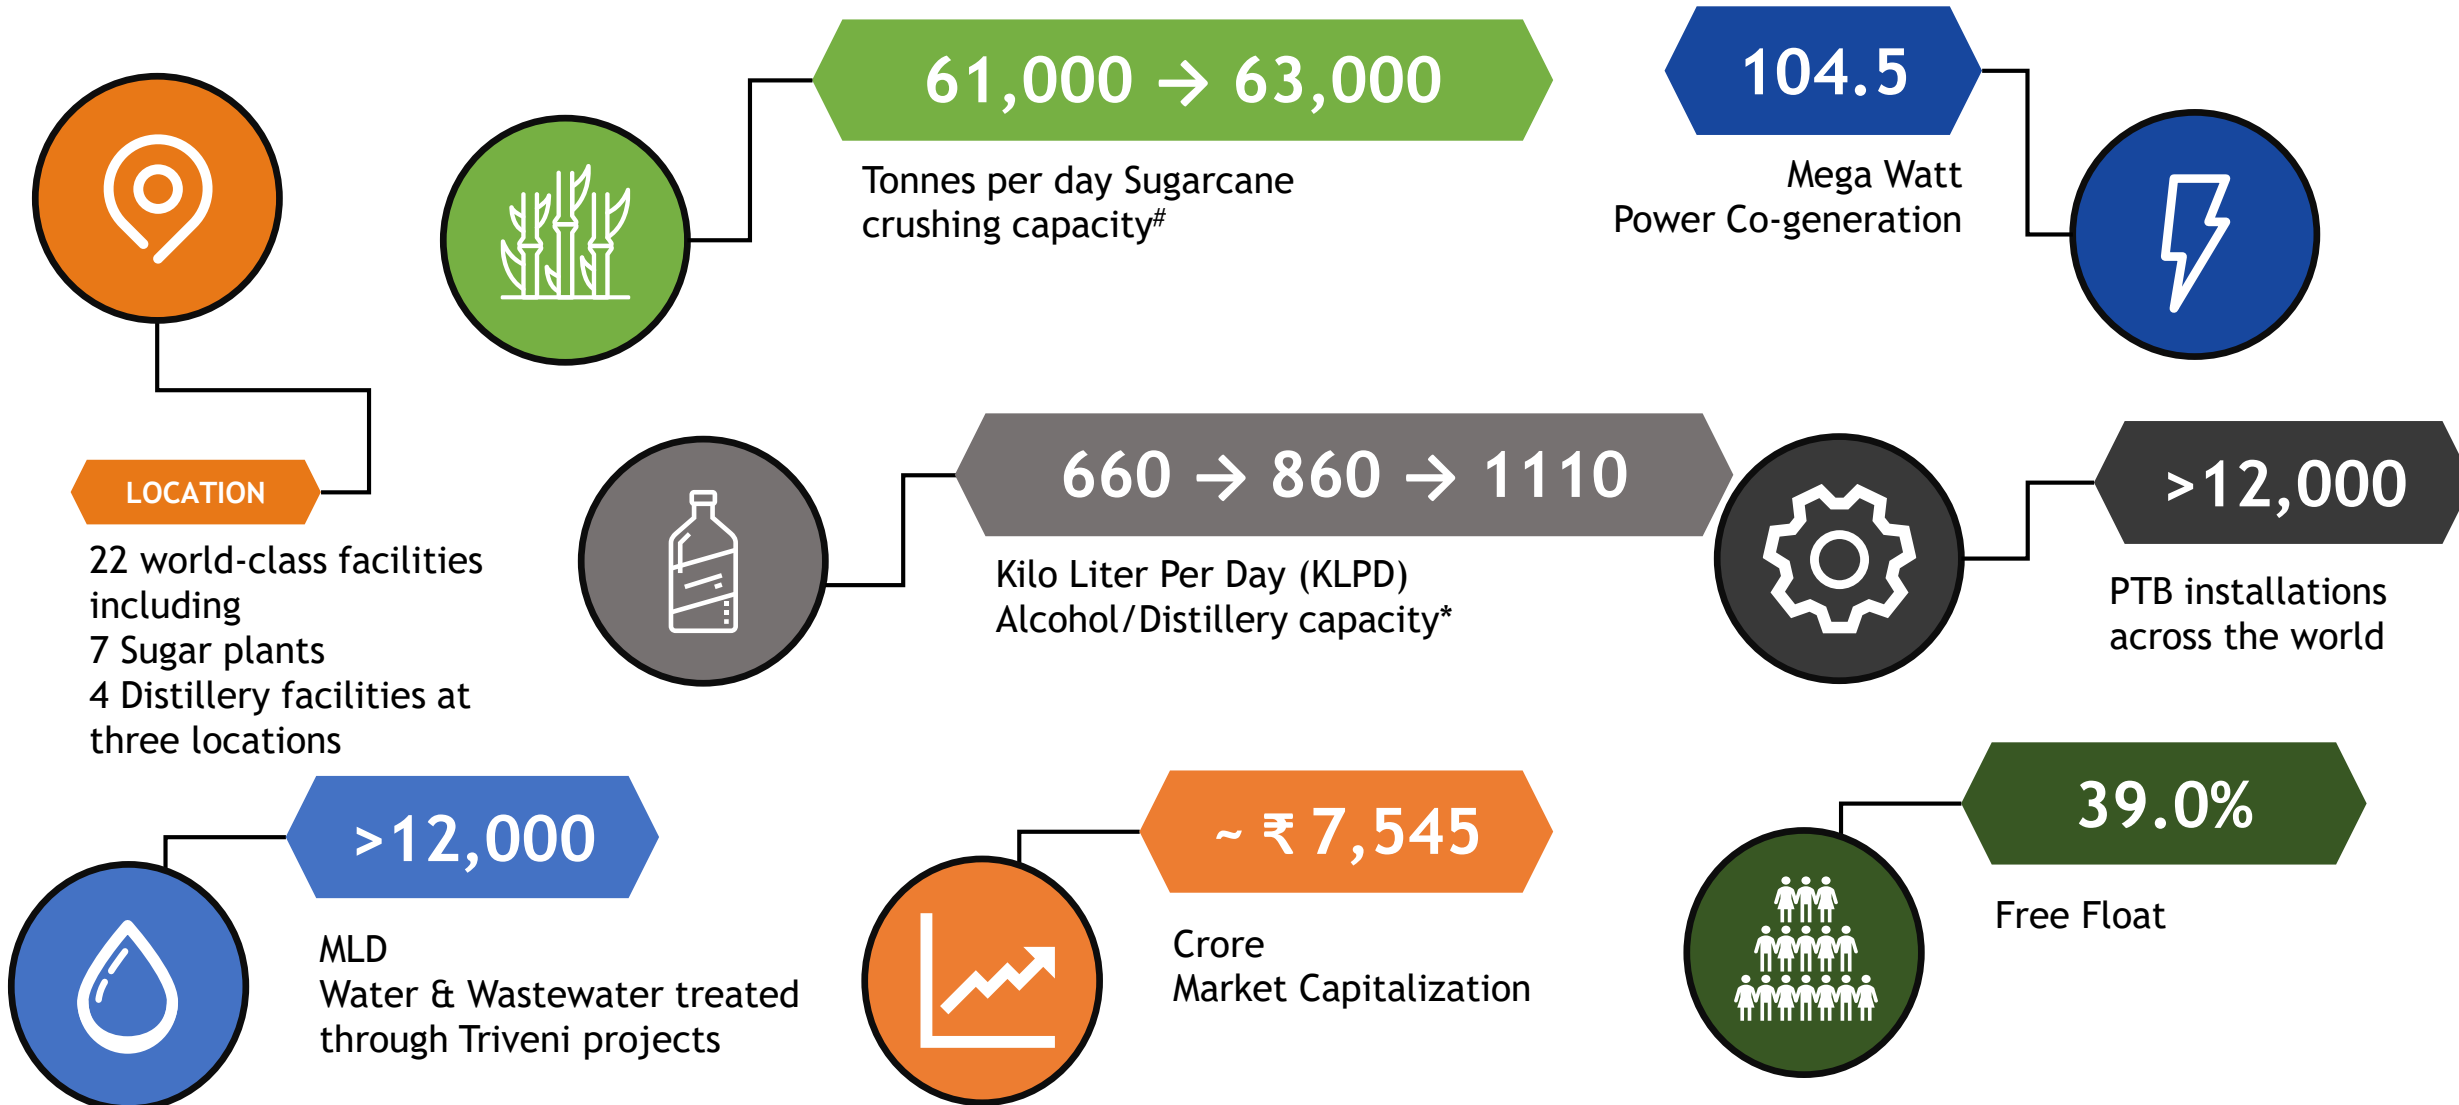 61,000 → 63,000
Tonnes per day Sugarcane
crushing capacity#
104.5
Mega Watt
Power Co-generation
LOCATION
22 world-class facilities
including
7 Sugar plants
4 Distillery facilities at
three locations
660 → 860 → 1110
Kilo Liter Per Day (KLPD)
Alcohol/Distillery capacity*
>12,000
PTB installations
across the world
>12,000
MLD
Water & Wastewater treated
through Triveni projects
~ ₹ 7,545
Crore
Market Capitalization
39.0%
Free Float